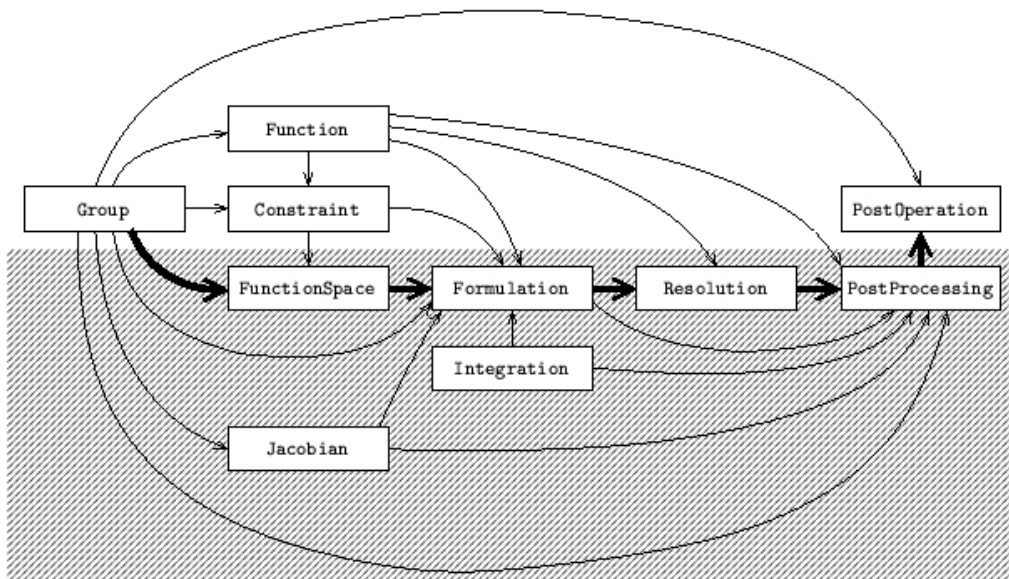 Function
Group
Constraint
PostOperation
FunctionSpace
Formulation
Resolution
PostProcessing
Integration
Jacobian